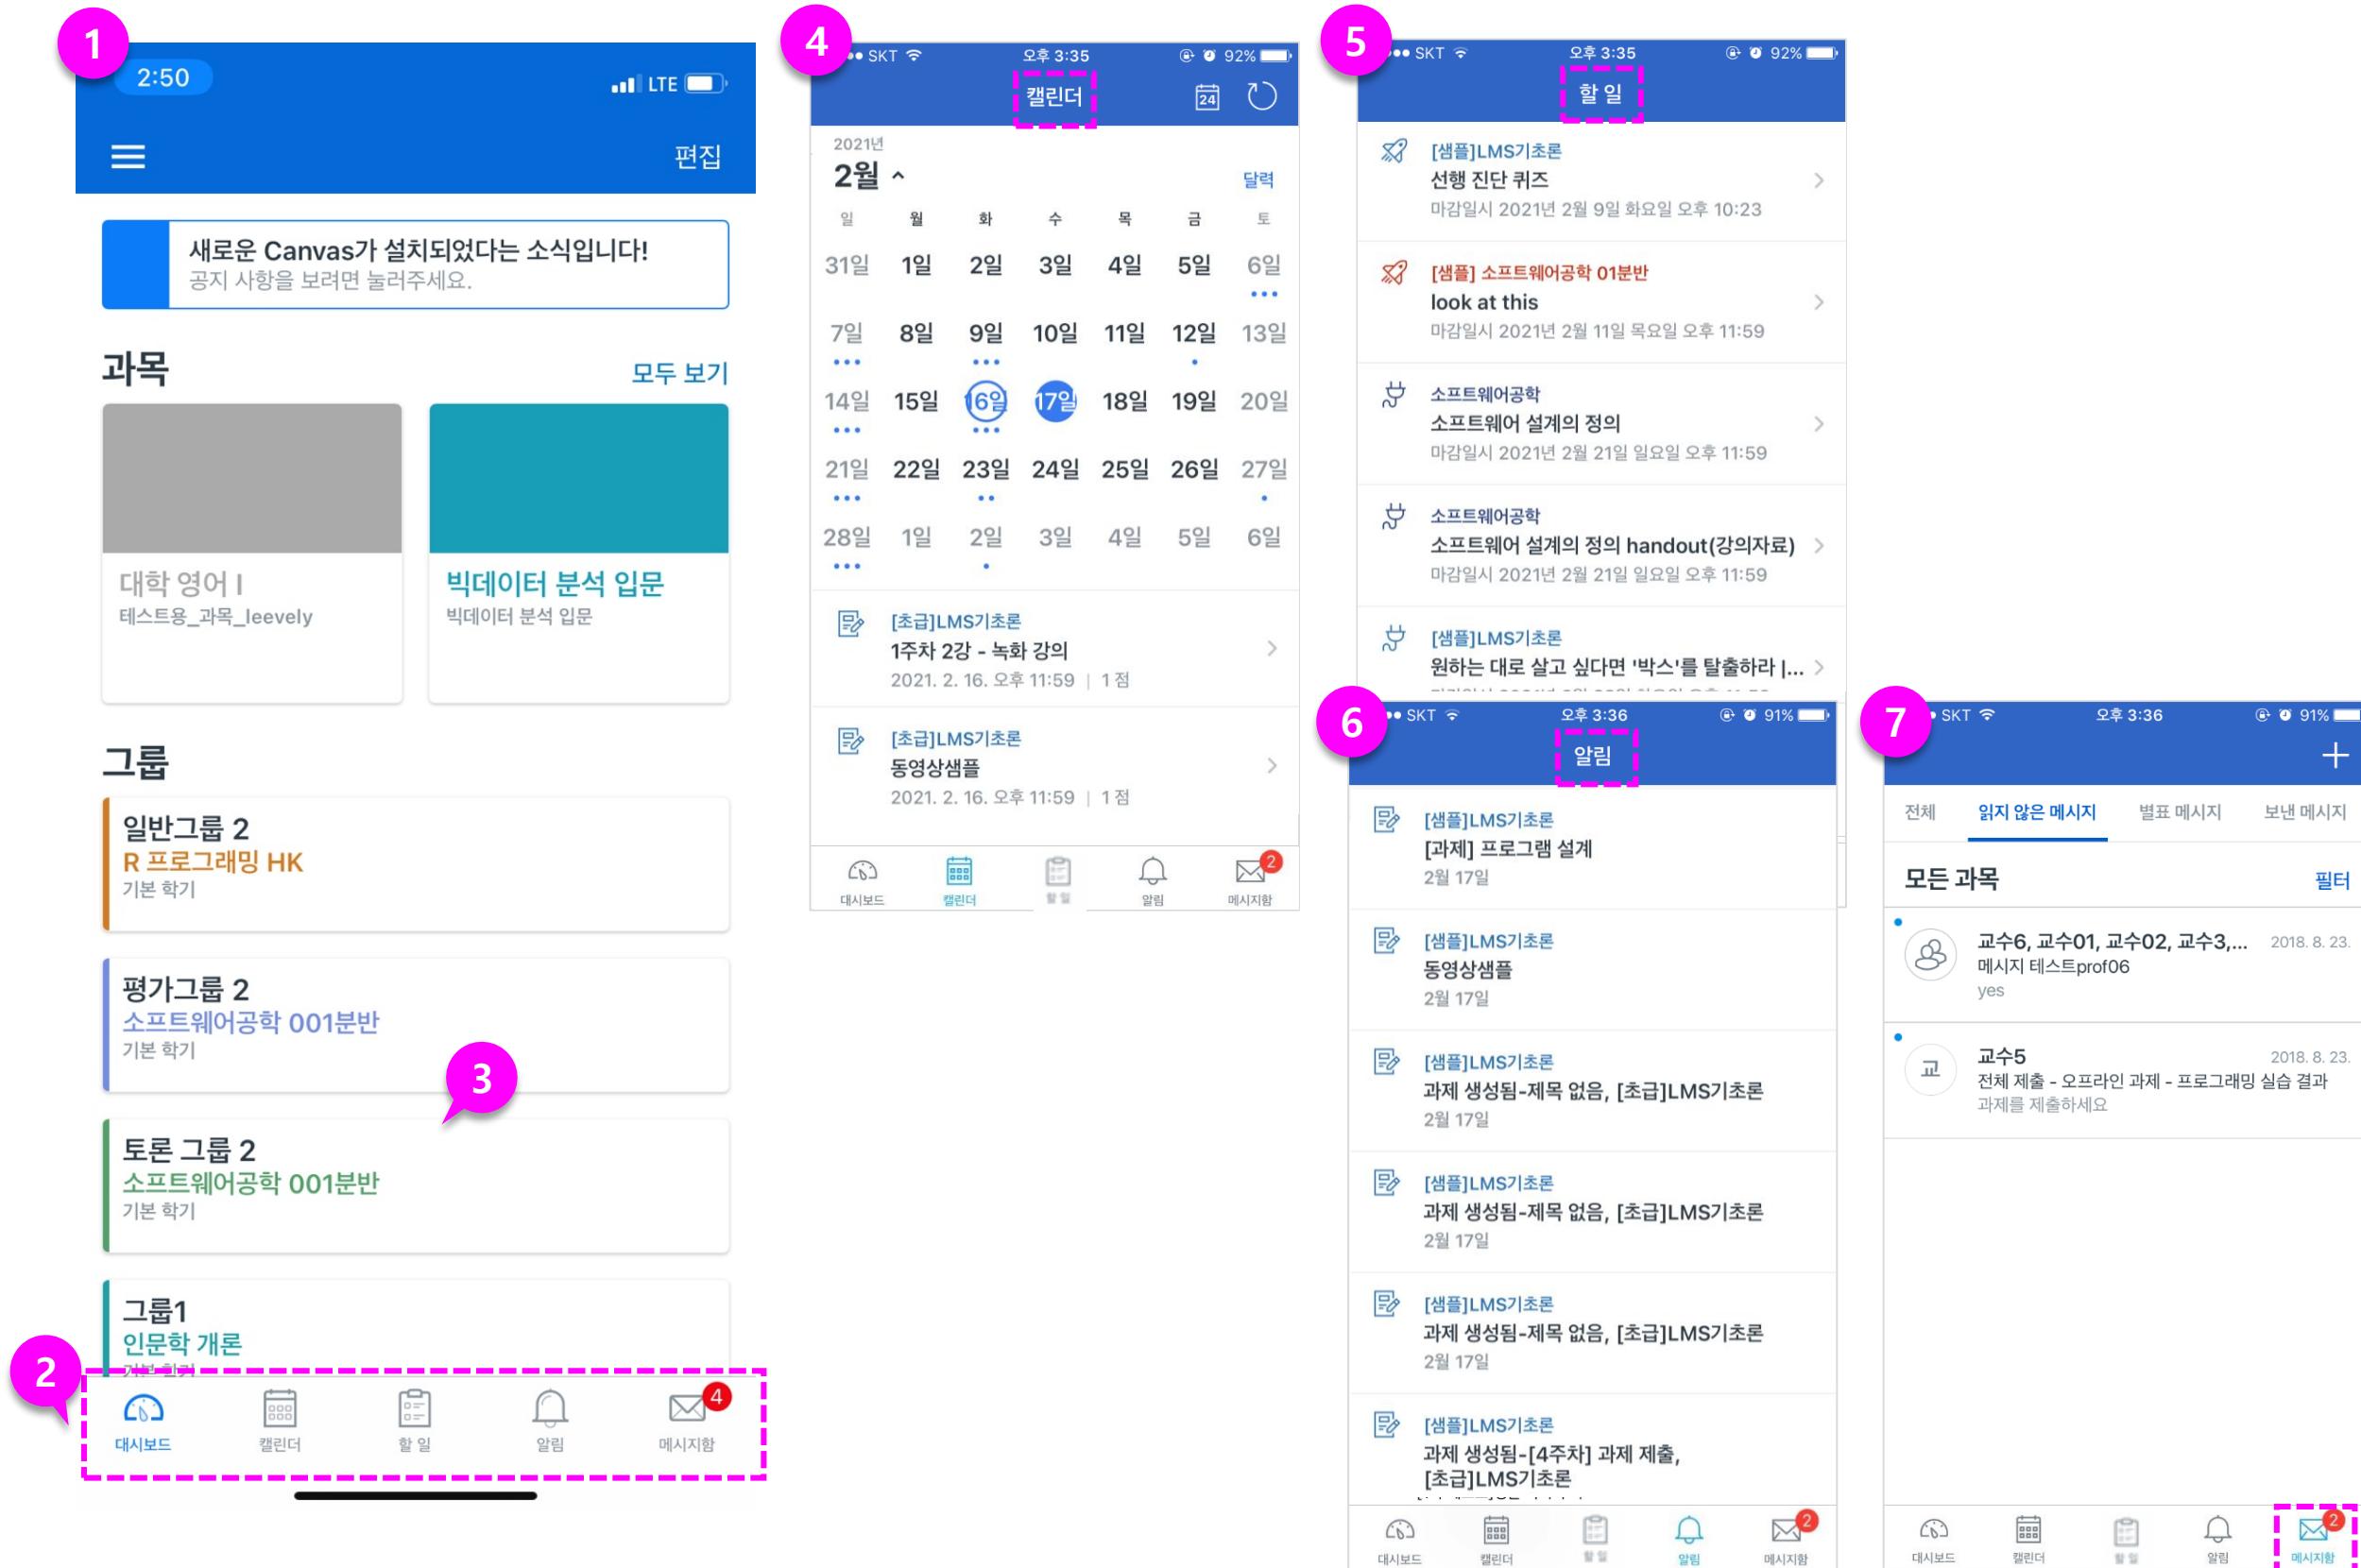 1
2:50
LTE
편집
새로운 Canvas가 설치되었다는 소식입니다!
공지 사항을 보려면 눌러주세요.
과목
모두 보기
대학 영어 I
테스트용_과목_leevely
빅데이터 분석 입문
빅데이터 분석 입문
그룹
일반그룹 2
R 프로그래밍 HK
기본 학기
평가그룹 2
소프트웨어공학 001분반
기본 학기
3
토론 그룹 2
소프트웨어공학 001분반
기본 학기
그룹1
인문학 개론
기본 학기
2
대시보드 캘린더 할 일 알림 메시지함 4
4
SKT 오후 3:35 92%
캘린더 24
2021년
2월
달력
일 월 화 수 목 금 토
31일 1일 2일 3일 4일 5일 6일
7일 8일 9일 10일 11일 12일 13일
14일 15일 16일 17일 18일 19일 20일
21일 22일 23일 24일 25일 26일 27일
28일 1일 2일 3일 4일 5일 6일
[초급]LMS기초론
1주차 2강 - 녹화 강의
2021. 2. 16. 오후 11:59 | 1 점
[초급]LMS기초론
동영상샘플
2021. 2. 16. 오후 11:59 | 1 점
대시보드 캘린더 할 일 알림 메시지함 2
5
SKT 오후 3:35 92%
할 일
[샘플]LMS기초론
선행 진단 퀴즈
마감일시 2021년 2월 9일 화요일 오후 10:23
[샘플] 소프트웨어공학 01분반
look at this
마감일시 2021년 2월 11일 목요일 오후 11:59
소프트웨어공학
소프트웨어 설계의 정의
마감일시 2021년 2월 21일 일요일 오후 11:59
소프트웨어공학
소프트웨어 설계의 정의 handout(강의자료)
마감일시 2021년 2월 21일 일요일 오후 11:59
[샘플]LMS기초론
원하는 대로 살고 싶다면 '박스'를 탈출하라 |...
6
SKT 오후 3:36 91%
알림
[샘플]LMS기초론
[과제] 프로그램 설계
2월 17일
[샘플]LMS기초론
동영상샘플
2월 17일
[샘플]LMS기초론
과제 생성됨-제목 없음, [초급]LMS기초론
2월 17일
[샘플]LMS기초론
과제 생성됨-제목 없음, [초급]LMS기초론
2월 17일
[샘플]LMS기초론
과제 생성됨-제목 없음, [초급]LMS기초론
2월 17일
[샘플]LMS기초론
과제 생성됨-[4주차] 과제 제출,
[초급]LMS기초론
대시보드 캘린더 할 일 알림 메시지함 2
7
SKT 오후 3:36 91%
전체 읽지 않은 메시지 별표 메시지 보낸 메시지
모든 과목
필터
교수6, 교수01, 교수02, 교수3,... 2018. 8. 23.
메시지 테스트prof06
yes
교
교수5 2018. 8. 23.
전체 제출 - 오프라인 과제 - 프로그래밍 실습 결과
과제를 제출하세요
대시보드 캘린더 할 일 알림 메시지함 2